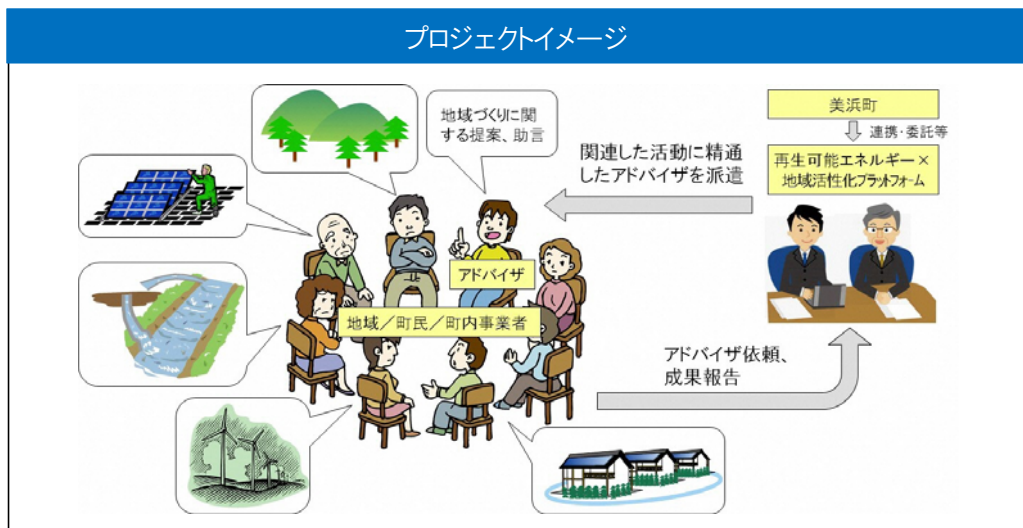 プロジェクトイメージ
地域づくりに関
する提案、助言
関連した活動に精通
したアドバイザを派遣
美浜町
連携・委託等
再生可能エネルギー×
地域活性化プラットフォーム
アドバイザ
地域／町民／町内事業者
アドバイザ依頼、
成果報告